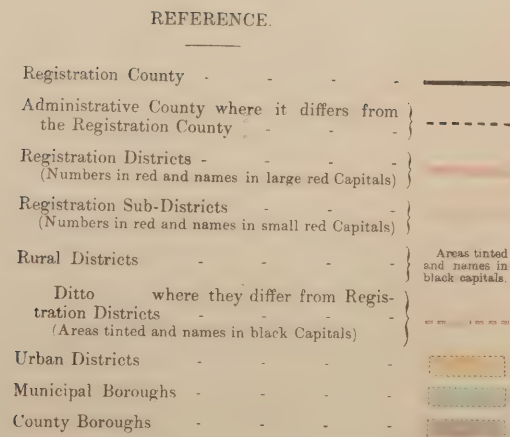 REFERENCE.
Registration County - - - -
Administrative County where it differs from
the Registration County - - -
Registration Districts - - - -
(Numbers in red and names in large red Capitals)
Registration Sub-Districts - - -
(Numbers in red and names in small red Capitals)
Rural Districts - - - -
Areas tinted
and names in
black capitals.
Ditto where they differ from Regis-
tration Districts - - - -
(Areas tinted and names in black Capitals)
Urban Districts - - - -
Municipal Boroughs - - - -
County Boroughs - - - -